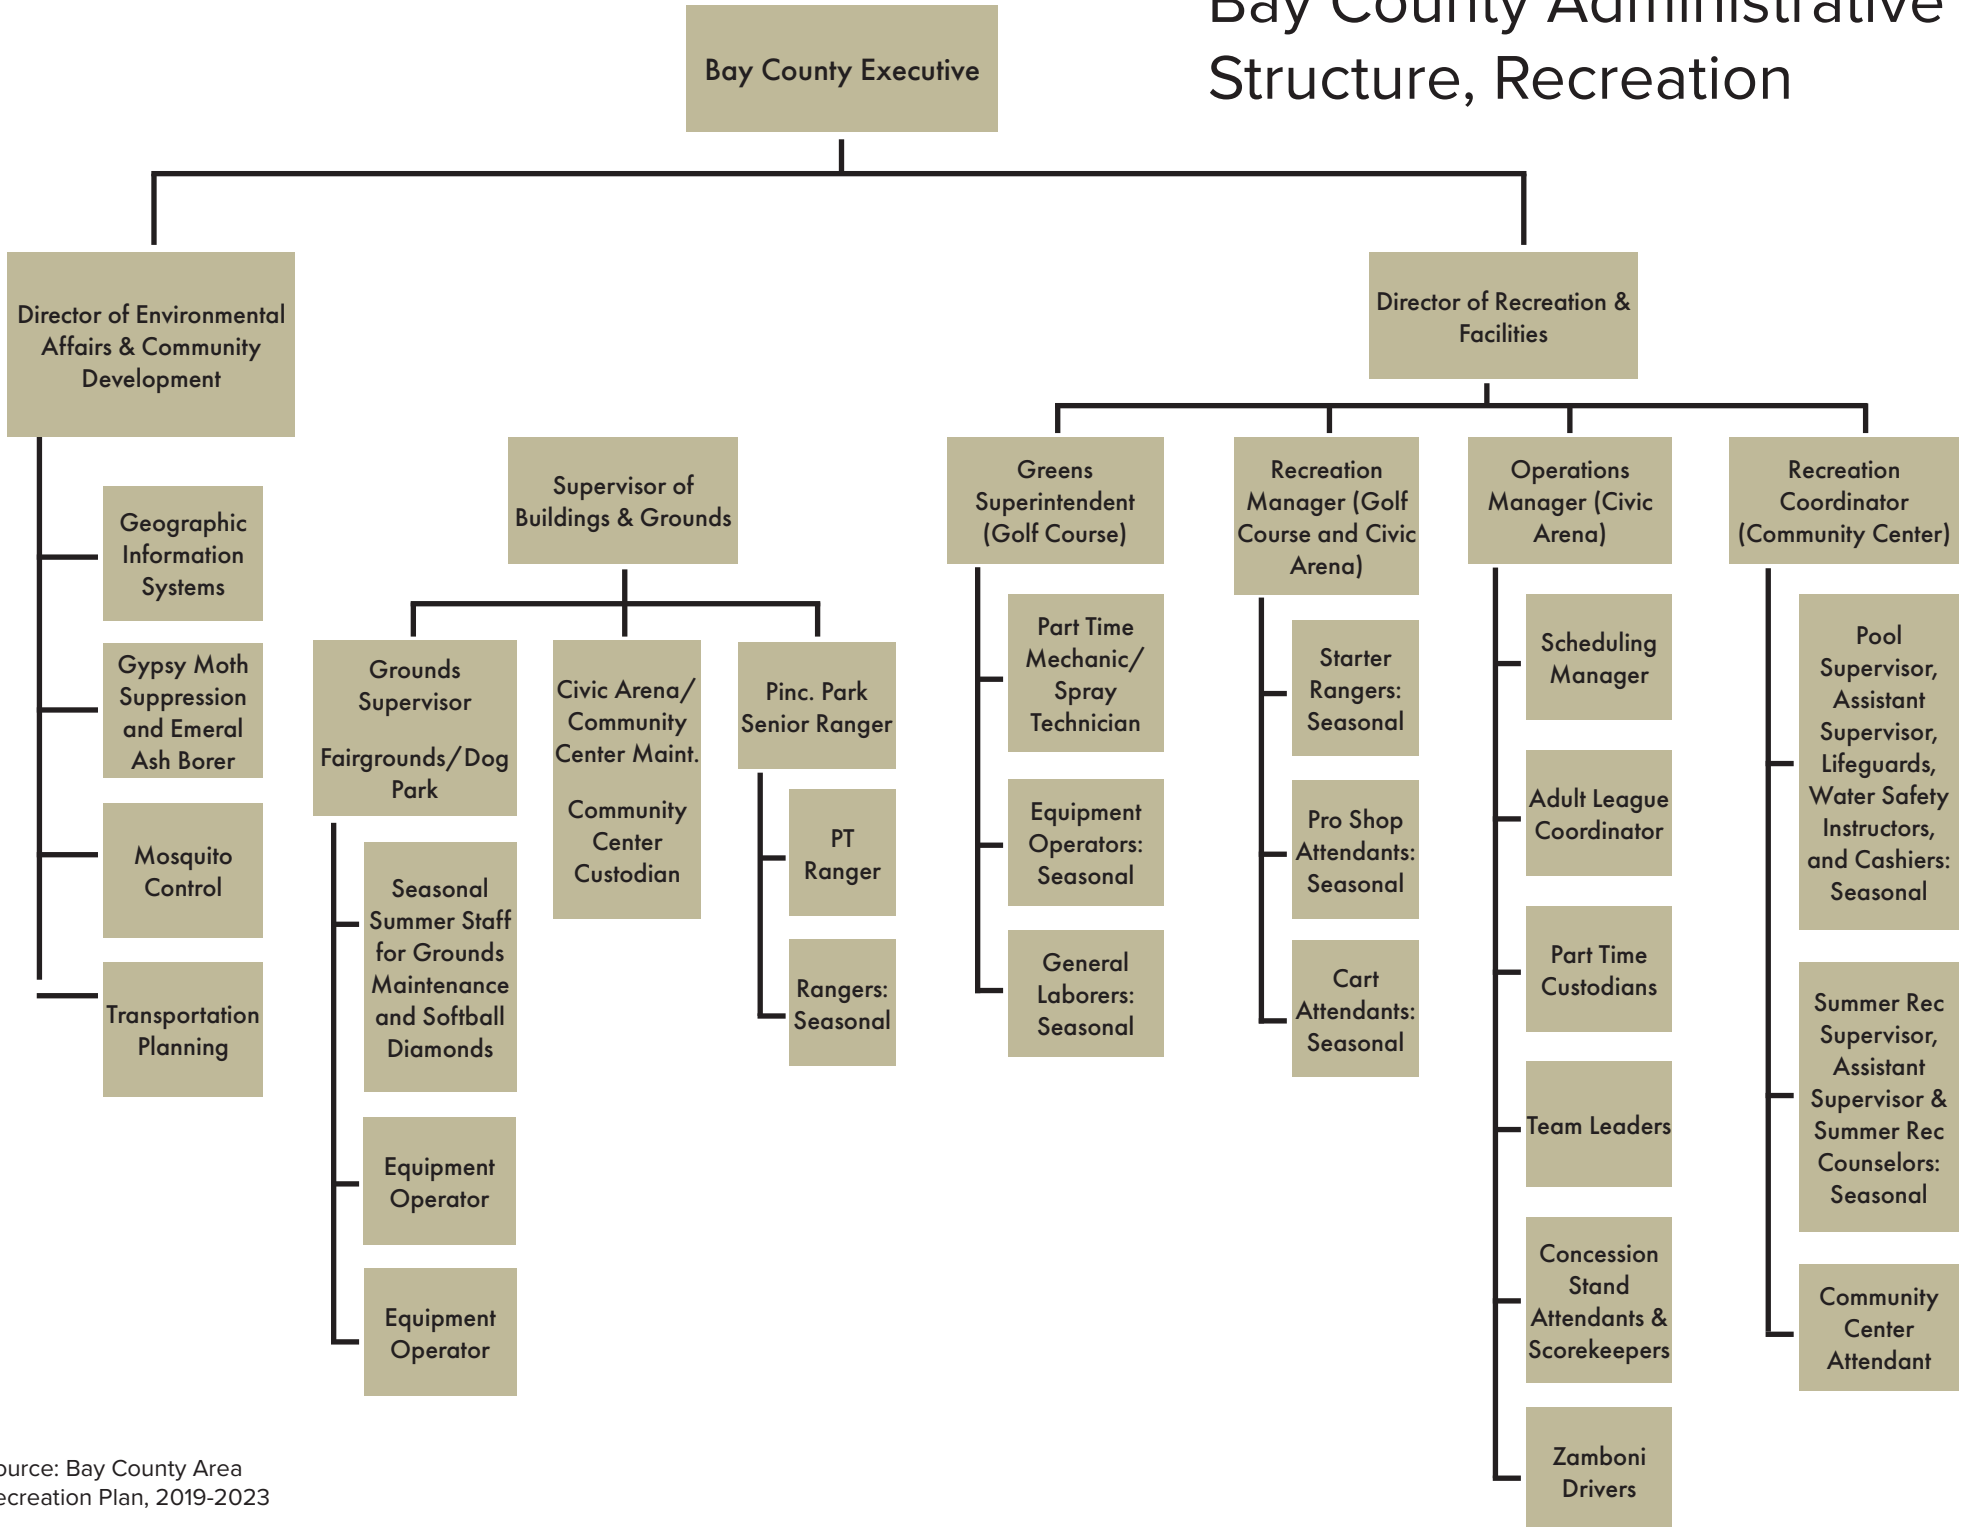 Bay County Administrative
Structure, Recreation
Bay County Executive
Director of Environmental
Affairs & Community
Development
Geographic
Information
Systems
Gypsy Moth
Suppression
and Emeral
Ash Borer
Mosquito
Control
Transportation
Planning
Supervisor of
Buildings & Grounds
Grounds
Supervisor
Fairgrounds/Dog
Park
Seasonal
Summer Staff
for Grounds
Maintenance
and Softball
Diamonds
Equipment
Operator
Equipment
Operator
Civic Arena/
Community
Center Maint.
Community
Center
Custodian
Pinc. Park
Senior Ranger
PT
Ranger
Rangers:
Seasonal
Director of Recreation &
Facilities
Greens
Superintendent
(Golf Course)
Part Time
Mechanic/
Spray
Technician
Equipment
Operators:
Seasonal
General
Laborers:
Seasonal
Recreation
Manager (Golf
Course and Civic
Arena)
Starter
Rangers:
Seasonal
Pro Shop
Attendants:
Seasonal
Cart
Attendants:
Seasonal
Operations
Manager (Civic
Arena)
Scheduling
Manager
Adult League
Coordinator
Part Time
Custodians
Team Leaders
Concession
Stand
Attendants &
Scorekeepers
Zamboni
Drivers
Recreation
Coordinator
(Community Center)
Pool
Supervisor,
Assistant
Supervisor,
Lifeguards,
Water Safety
Instructors,
and Cashiers:
Seasonal
Summer Rec
Supervisor,
Assistant
Supervisor &
Summer Rec
Counselors:
Seasonal
Community
Center
Attendant
ource: Bay County Area
ecreation Plan, 2019-2023